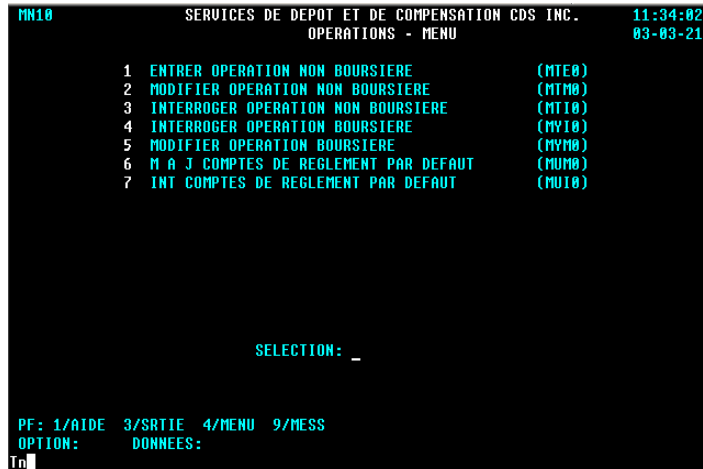 MN10 SERVICES DE DEPOT ET DE COMPENSATION CDS INC. 11:34:02
OPERATIONS - MENU 03-03-21
1 ENTRER OPERATION NON BOURSIERE (MTE0)
2 MODIFIER OPERATION NON BOURSIERE (MTM0)
3 INTERROGER OPERATION NON BOURSIERE (MTI0)
4 INTERROGER OPERATION BOURSIERE (MYI0)
5 MODIFIER OPERATION BOURSIERE (MYM0)
6 M A J COMPTES DE REGLEMENT PAR DEFAUT (MUM0)
7 INT COMPTES DE REGLEMENT PAR DEFAUT (MUI0)
SELECTION: _
PF: 1/AIDE 3/SRTIE 4/MENU 9/MESS
OPTION: DONNEES:
Tn